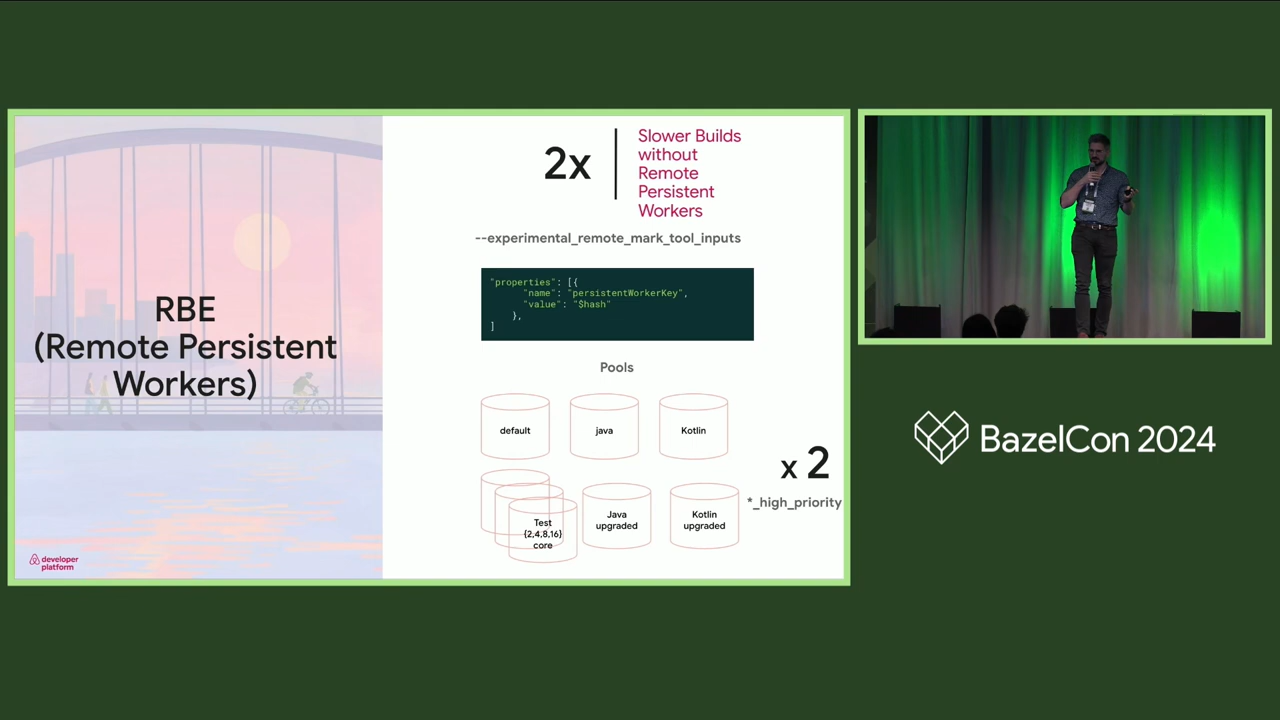 RBE
(Remote Persistent
Workers)
developer
platform
2x
Slower Builds
without
Remote
Persistent
Workers
--experimental_remote_mark_tool_inputs
"properties": [{
"name": "persistentWorkerKey",
"value": "$hash"
},
]
Pools
default
java
Kotlin
Test
{2,4,8,16}
core
Java
upgraded
Kotlin
upgraded
x 2
*_high_priority
BazelCon 2024